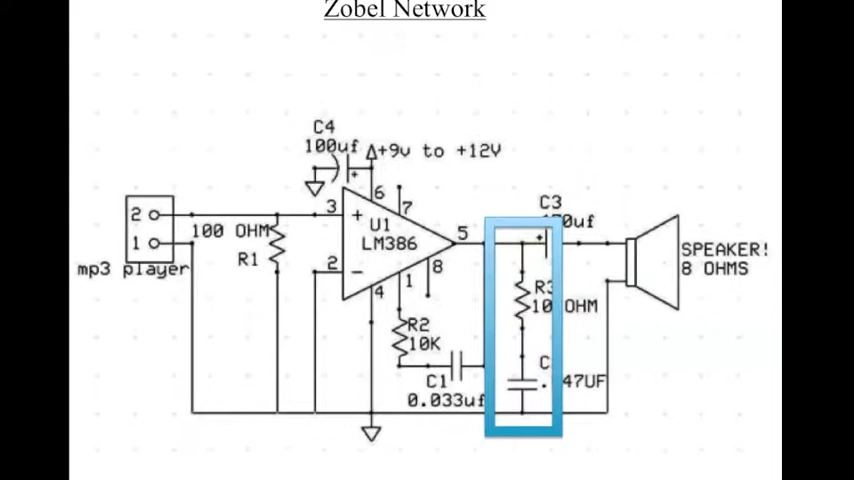 Zobel Network
C4
100uf
+9v to +12V
6
7
2
1
mp3 player
3
+
100 OHM
R1
U1
LM386
2
-
5
8
4
1
C3
+
SPEAKER!
8 OHMS
R2
10K
C1
0.033uf
OHM
47UF